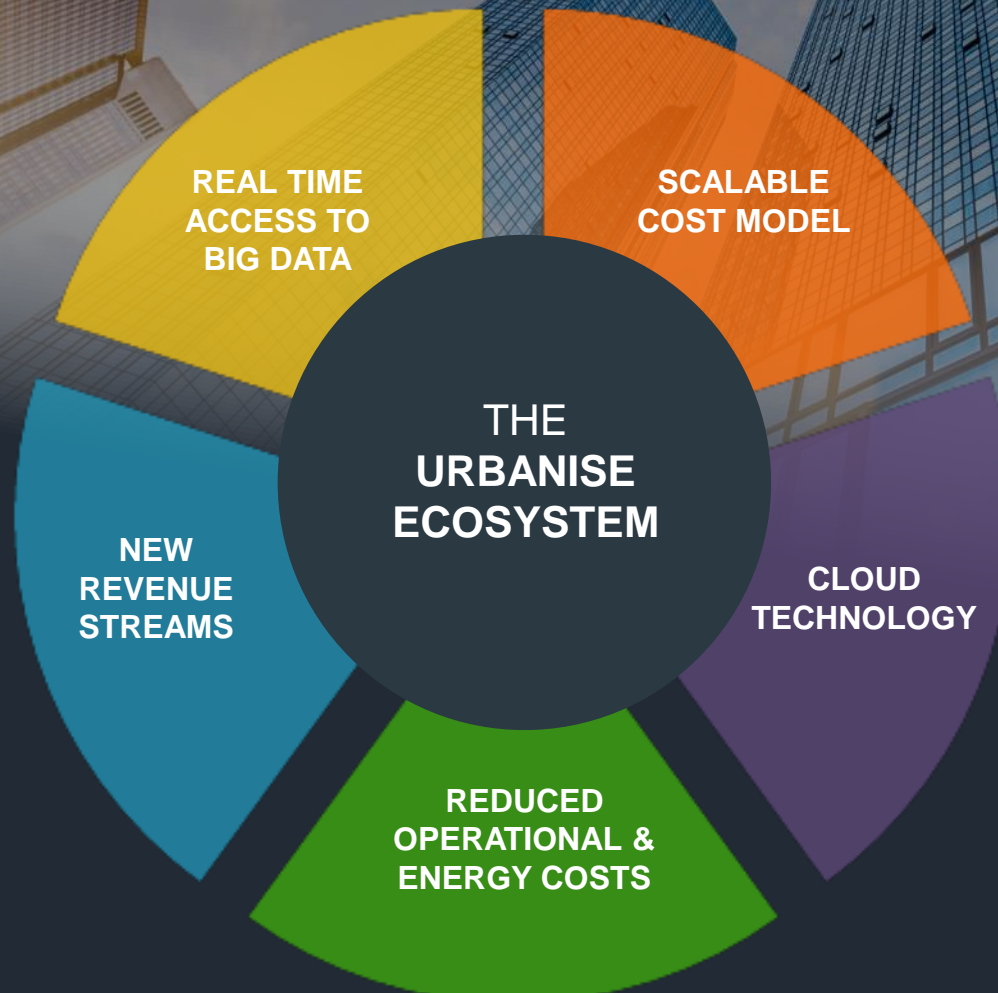 REAL TIME
ACCESS TO
BIG DATA
SCALABLE
COST MODEL
THE
URBANISE
ECOSYSTEM
NEW
REVENUE
STREAMS
CLOUD
TECHNOLOGY
REDUCED
OPERATIONAL &
ENERGY COSTS